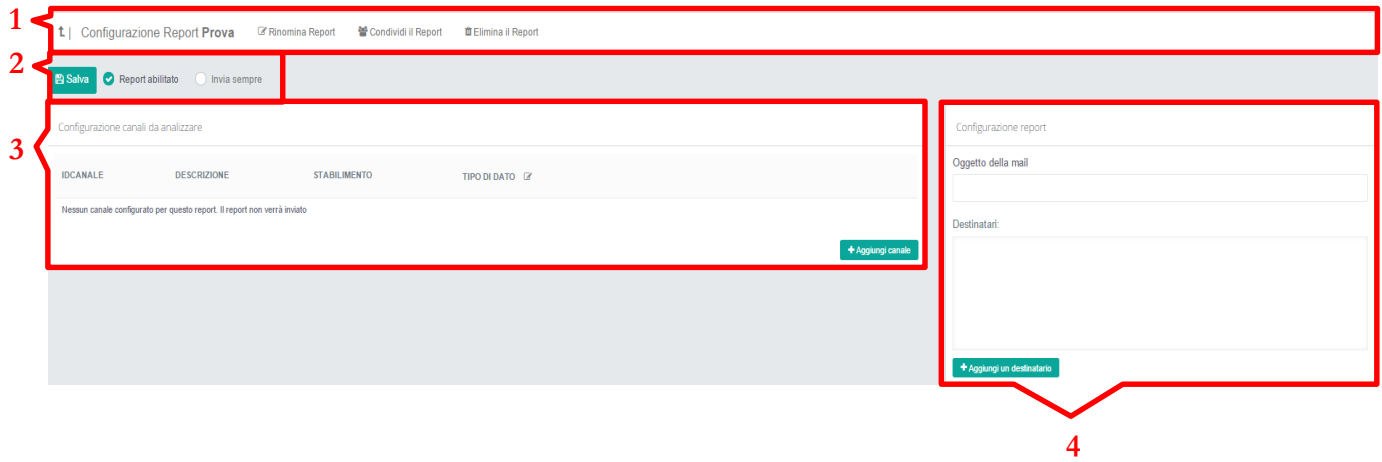 1
Configurazione Report Prova Rinomina Report Condividi il Report Elimina il Report
2
Salva Report abilitato Invia sempre
3
Configurazione canali da analizzare
IDCANALE DESCRIZIONE STABILIMENTO TIPO DI DATO
Nessun canale configurato per questo report. Il report non verrà inviato
+ Aggiungi canale
Configurazione report
Oggetto della mail
Destinatari:
+ Aggiungi un destinatario
4